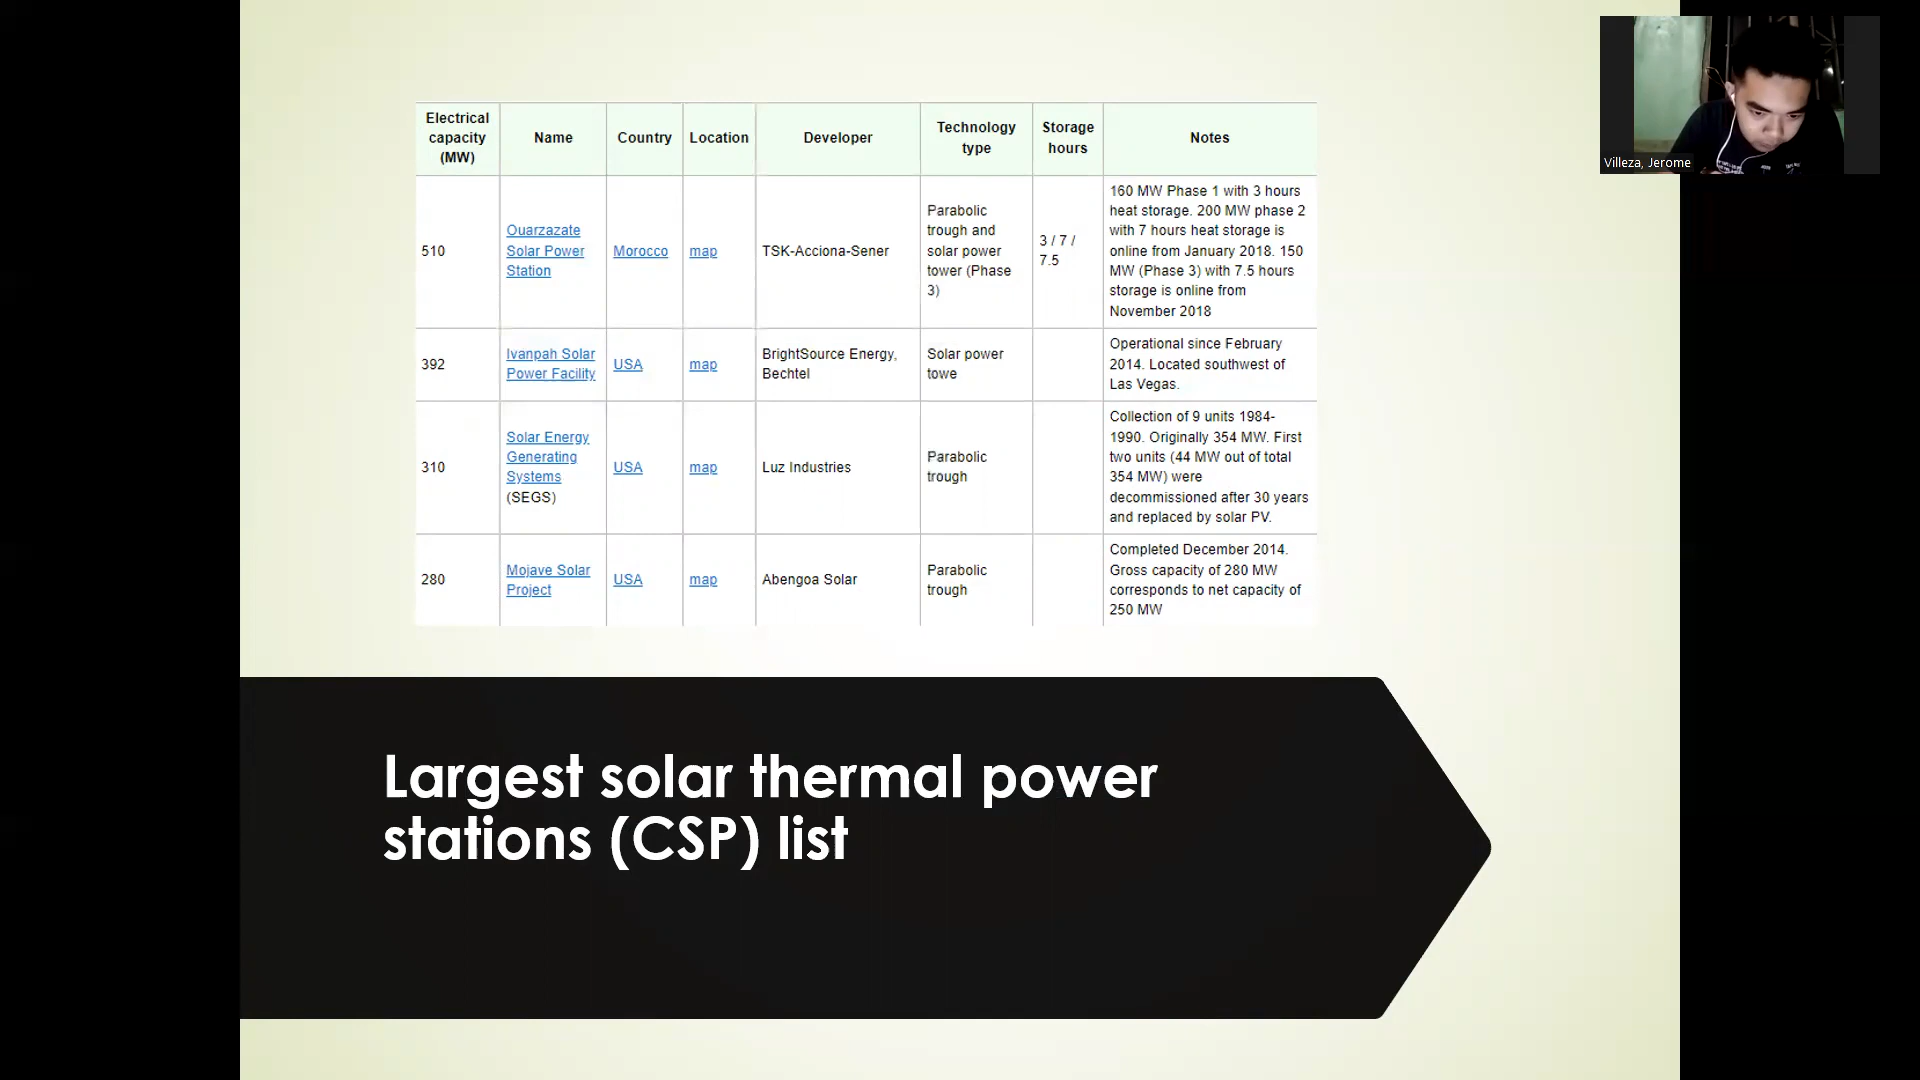 Electrical capacity (MW) Name Country Location Developer Technology type Storage hours Notes
510
Ouarzazate
Solar Power
Station
Morocco
map
TSK-Acciona-Sener
Parabolic
trough and
solar power
tower (Phase
3)
3 / 7 /
7.5
160 MW Phase 1 with 3 hours
heat storage. 200 MW phase 2
with 7 hours heat storage is
online from January 2018. 150
MW (Phase 3) with 7.5 hours
storage is online from
November 2018
392
Ivanpah Solar
Power Facility
USA
map
BrightSource Energy,
Bechtel
Solar power
towe
Operational since February
2014. Located southwest of
Las Vegas.
310
Solar Energy
Generating
Systems
(SEGS)
USA
map
Luz Industries
Parabolic
trough
Collection of 9 units 1984-
1990. Originally 354 MW. First
two units (44 MW out of total
354 MW) were
decommissioned after 30 years
and replaced by solar PV.
280
Mojave Solar
Project
USA
map
Abengoa Solar
Parabolic
trough
Completed December 2014.
Gross capacity of 280 MW
corresponds to net capacity of
250 MW
Largest solar thermal power
stations (CSP) list
Villeza, Jerome